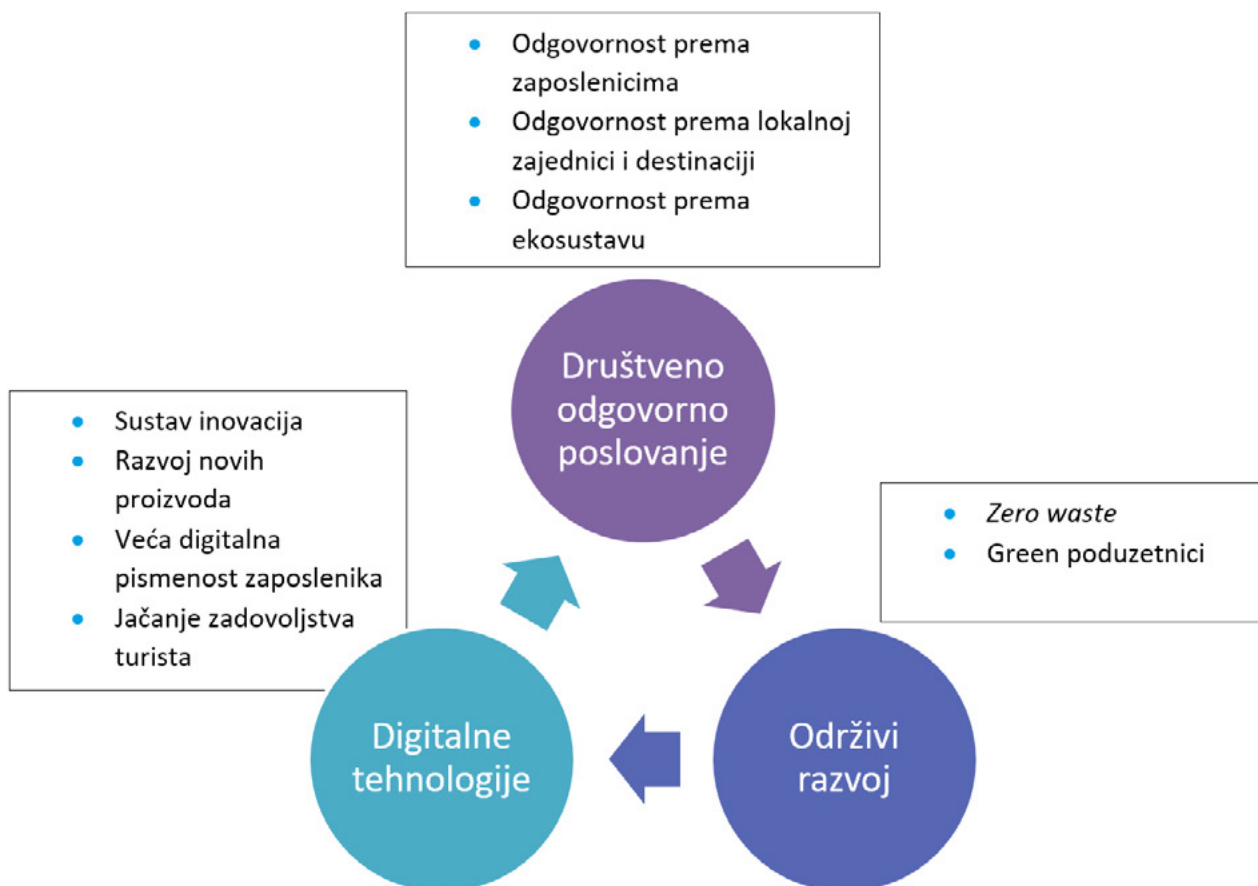 • Odgovornost prema
zaposlenicima
• Odgovornost prema lokalnoj
zajednici i destinaciji
• Odgovornost prema
ekosustavu
Društveno
odgovorno
poslovanje
• Sustav inovacija
• Razvoj novih
proizvoda
• Veća digitalna
pismenost zaposlenika
• Jačanje zadovoljstva
turista
• Zero waste
• Green poduzetnici
Digitalne
tehnologije
Održivi
razvoj